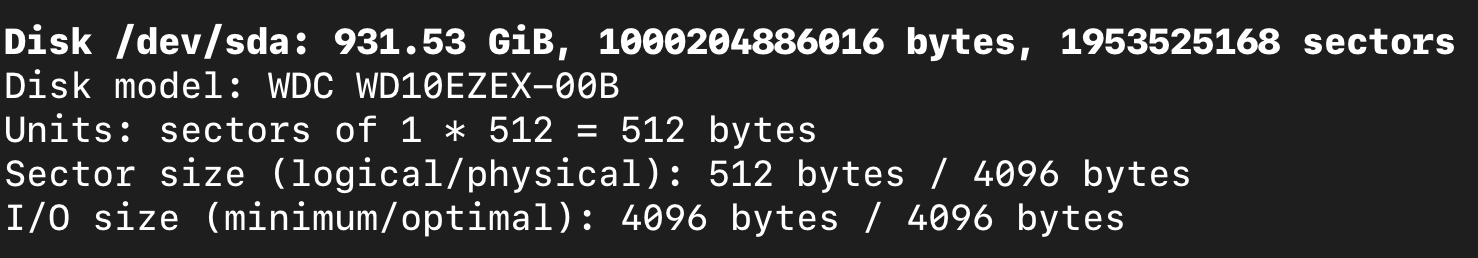 Disk /dev/sda: 931.53 GiB, 1000204886016 bytes, 1953525168 sectors
Disk model: WDC WD10EZEX-00B
Units: sectors of 1 * 512 = 512 bytes
Sector size (logical/physical): 512 bytes / 4096 bytes
I/O size (minimum/optimal): 4096 bytes / 4096 bytes